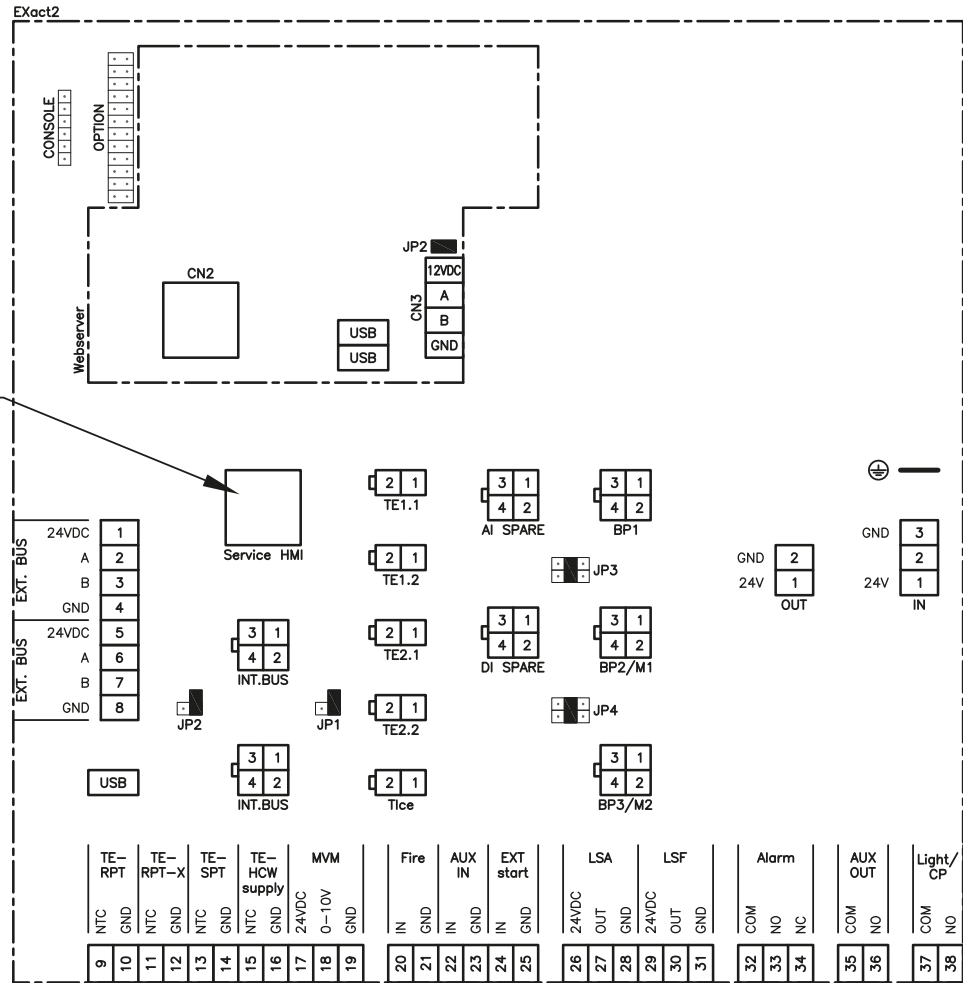 EXact2
CONSOLE
OPTION
Webserver
CN2
JP2
CN3
12VDC
A
B
GND
USB
USB
Service HMI
EXT. BUS
24VDC 1
A 2
B 3
GND 4
EXT. BUS
24VDC 5
A 6
B 7
GND 8
USB
3 1
4 2
INT.BUS
JP2
JP1
3 1
4 2
INT.BUS
2 1
TE1.1
2 1
TE1.2
2 1
TE2.1
2 1
TE2.2
2 1
TIce
3 1
4 2
AI SPARE
3 1
4 2
DI SPARE
3 1
4 2
BP1
JP3
3 1
4 2
BP2/M1
JP4
3 1
4 2
BP3/M2
GND 2
24V 1
OUT
GND 3
2
24V 1
IN
TE-
RPT
NTC GND
9 10
TE-
RPT-X
NTC GND
11 12
TE-
SPT
NTC GND
13 14
TE-
HCW
supply
NTC GND
15 16
MVM
24VDC 0-10V GND
17 18 19
Fire
IN GND
20 21
AUX
IN
IN GND
22 23
EXT
start
IN GND
24 25
LSA
24VDC OUT GND
26 27 28
LSF
24VDC OUT GND
29 30 31
Alarm
COM NO NC
32 33 34
AUX
OUT
COM NO
35 36
Light/
CP
COM NO
37 38